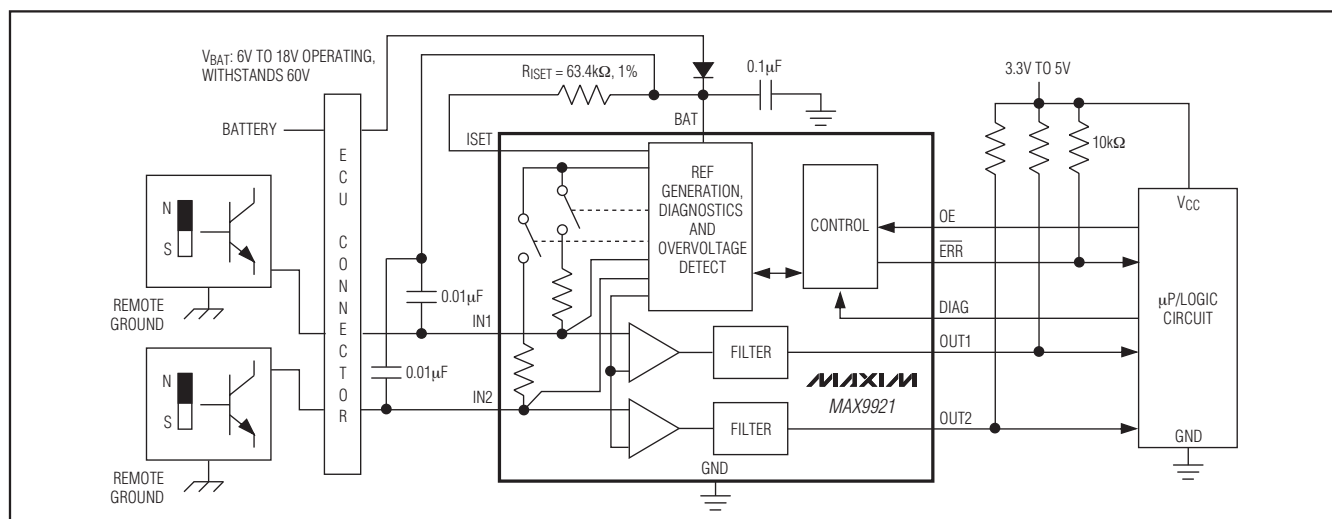 VBAT: 6V TO 18V OPERATING,
WITHSTANDS 60V
RISET = 63.4kΩ, 1%
0.1μF
3.3V TO 5V
BATTERY
ECU CONNECTOR
ISET
BAT
10kΩ
REF
GENERATION,
DIAGNOSTICS
AND
OVERVOLTAGE
DETECT
CONTROL
VCC
OE
ERR
DIAG
μP/LOGIC
CIRCUIT
N
S
REMOTE
GROUND
0.01μF
IN1
FILTER
OUT1
MAXIM
MAX9921
N
S
0.01μF
IN2
FILTER
OUT2
GND
GND
REMOTE
GROUND